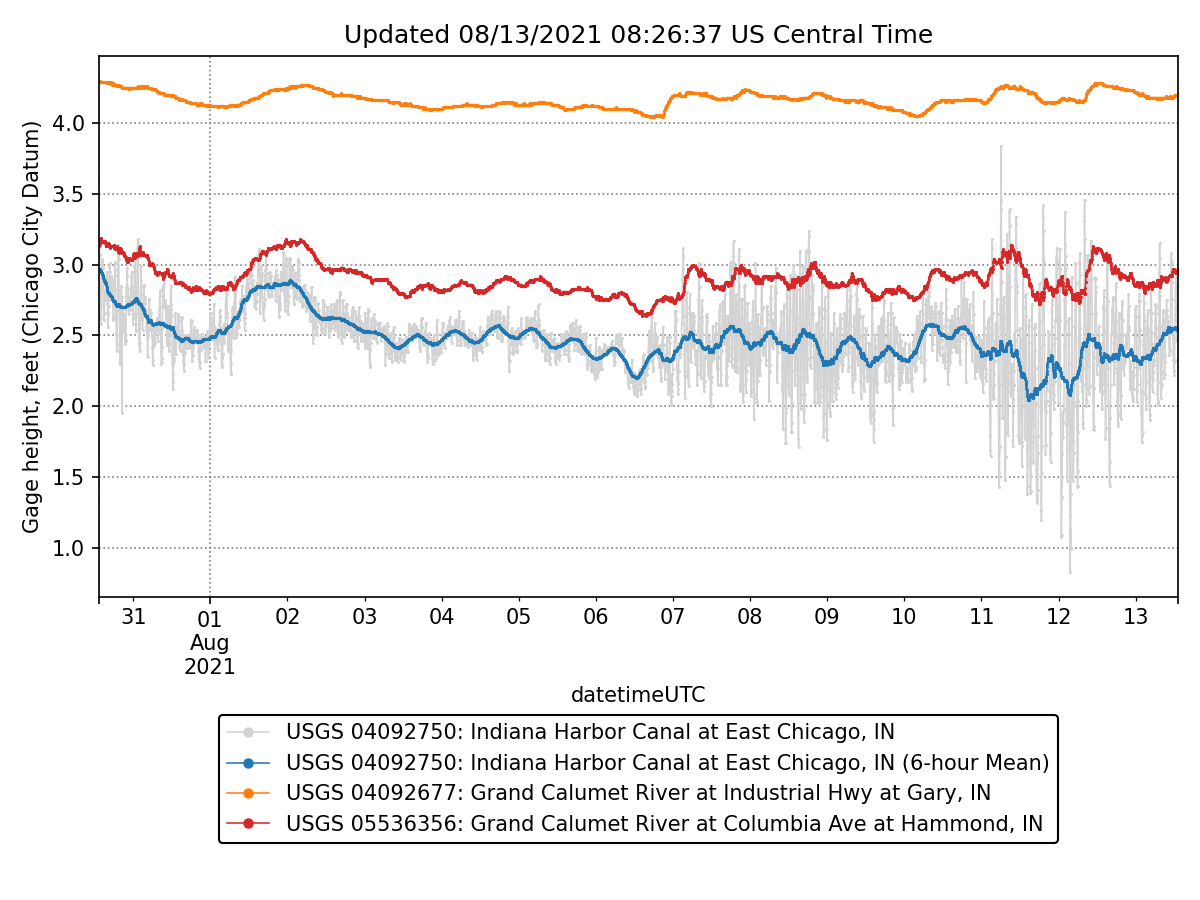 Updated 08/13/2021 08:26:37 US Central Time
Gage height, feet (Chicago City Datum)
4.0
3.5
3.0
2.5
2.0
1.5
1.0
31 01 02 03 04 05 06 07 08 09 10 11 12 13
Aug
2021
datetimeUTC
USGS 04092750: Indiana Harbor Canal at East Chicago, IN
USGS 04092750: Indiana Harbor Canal at East Chicago, IN (6-hour Mean)
USGS 04092677: Grand Calumet River at Industrial Hwy at Gary, IN
USGS 05536356: Grand Calumet River at Columbia Ave at Hammond, IN